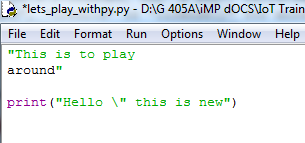 *lets_play_withpy.py - D:\G 405A\iMP dOCS\IoT Train
File Edit Format Run Options Window Help
"This is to play
around"
print("Hello \" this is new")